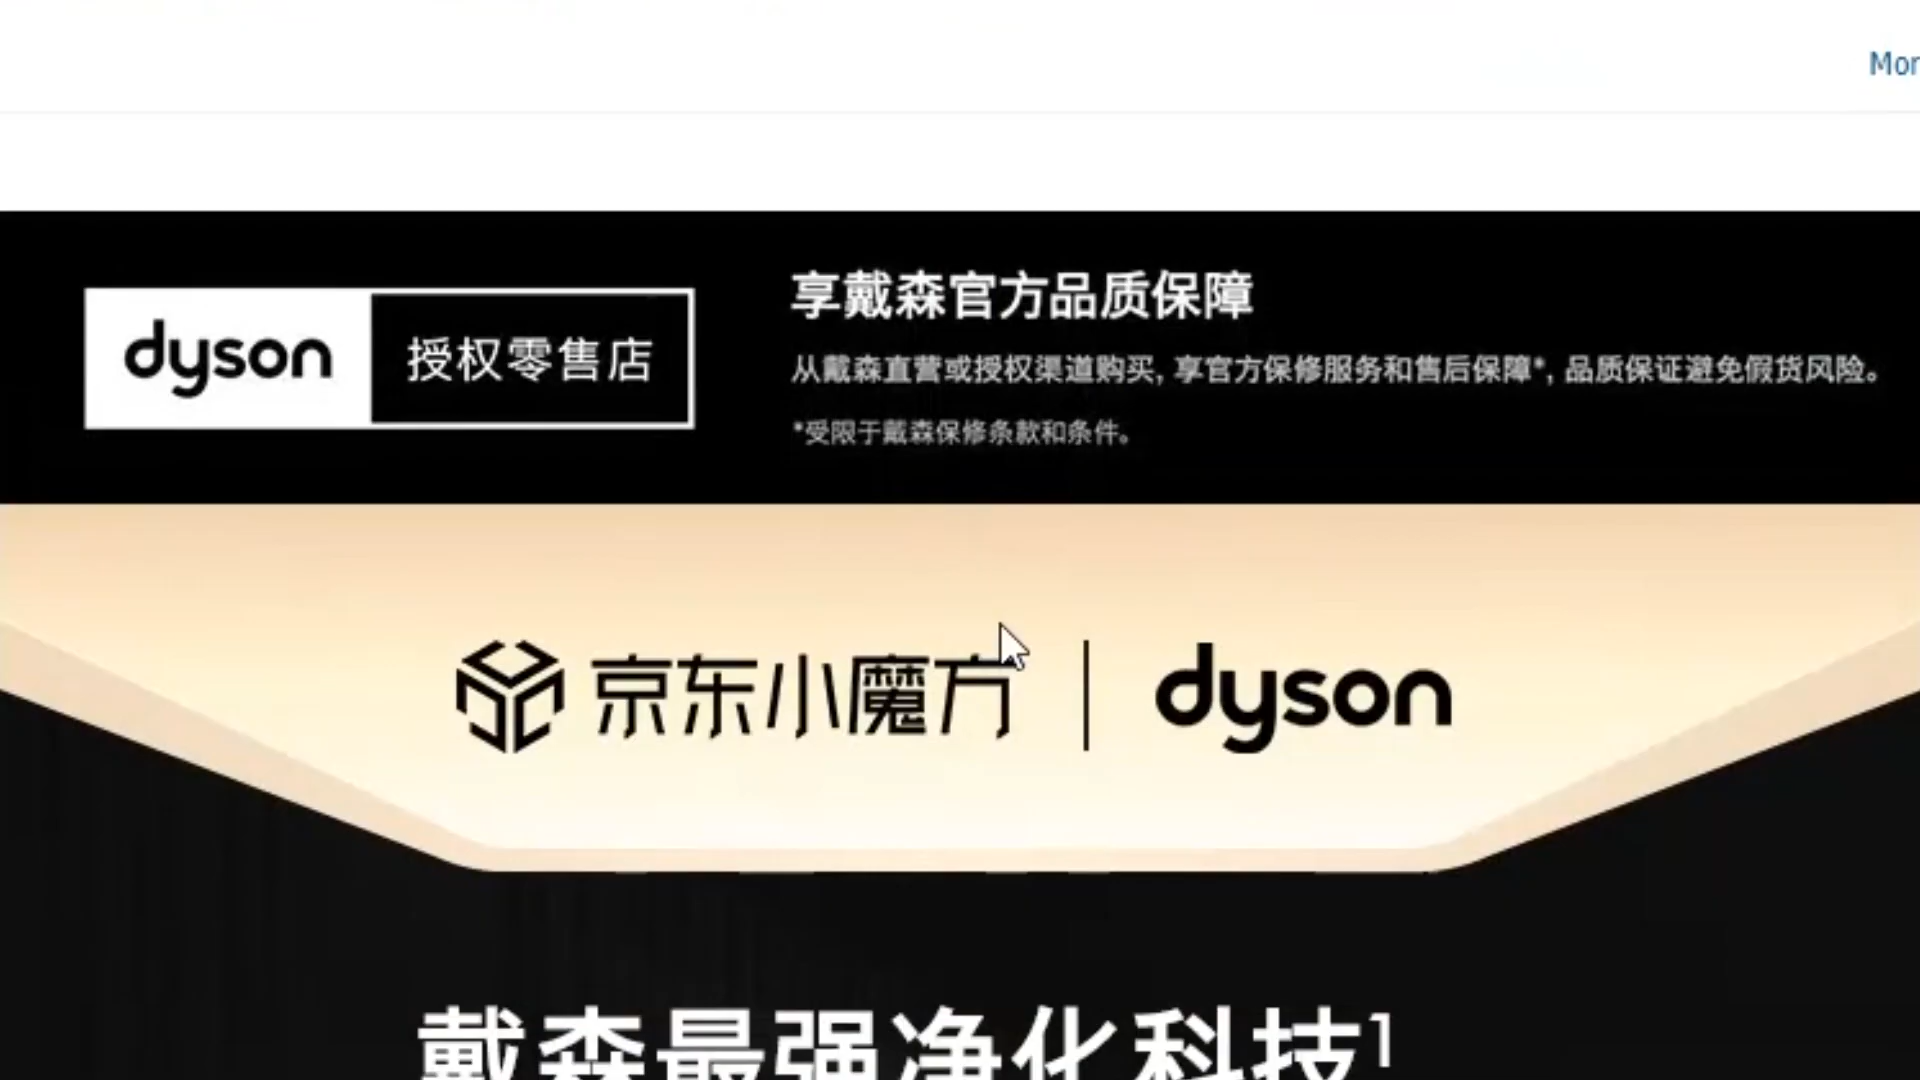 Mor
享戴森官方品质保障
dyson 授权零售店
从戴森直营或授权渠道购买, 享官方保修服务和售后保障*, 品质保证避免假货风险。
*受限于戴森保修条款和条件。
京东小魔方 | dyson
戴森最强净化科技1